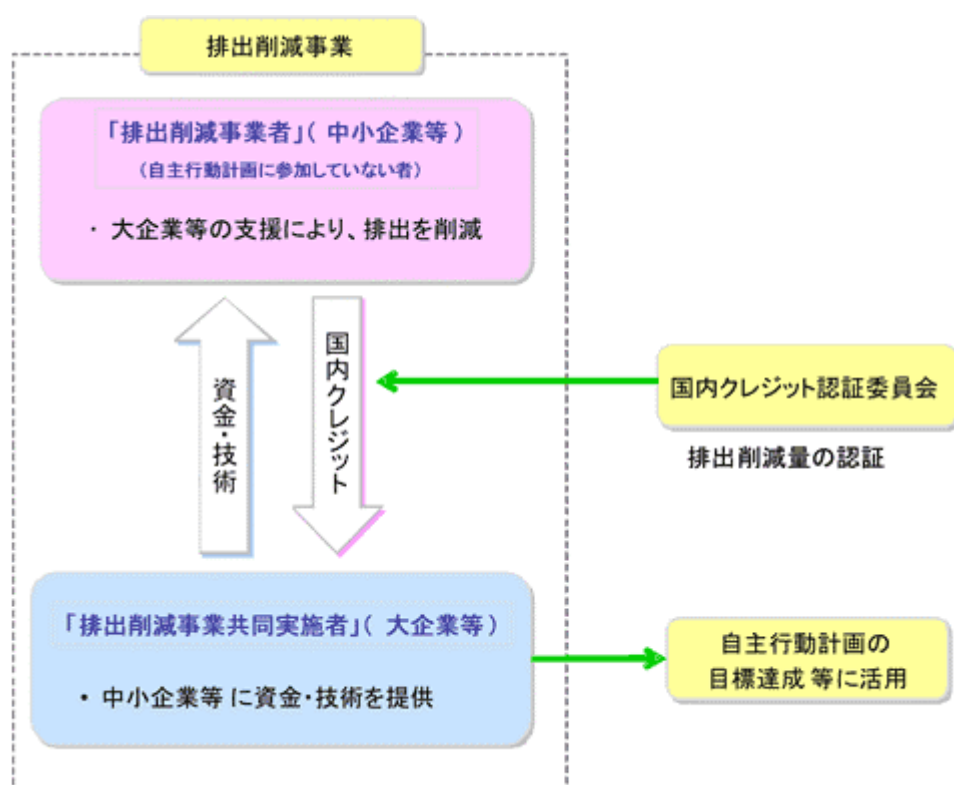 排出削減事業
「排出削減事業者」( 中小企業等 )
(自主行動計画に参加していない者)
・ 大企業等の支援により、排出を削減
資金・技術
国内クレジット
国内クレジット認証委員会
排出削減量の認証
「排出削減事業共同実施者」( 大企業等 )
・ 中小企業等 に資金・技術を提供
自主行動計画の
目標達成 等に活用